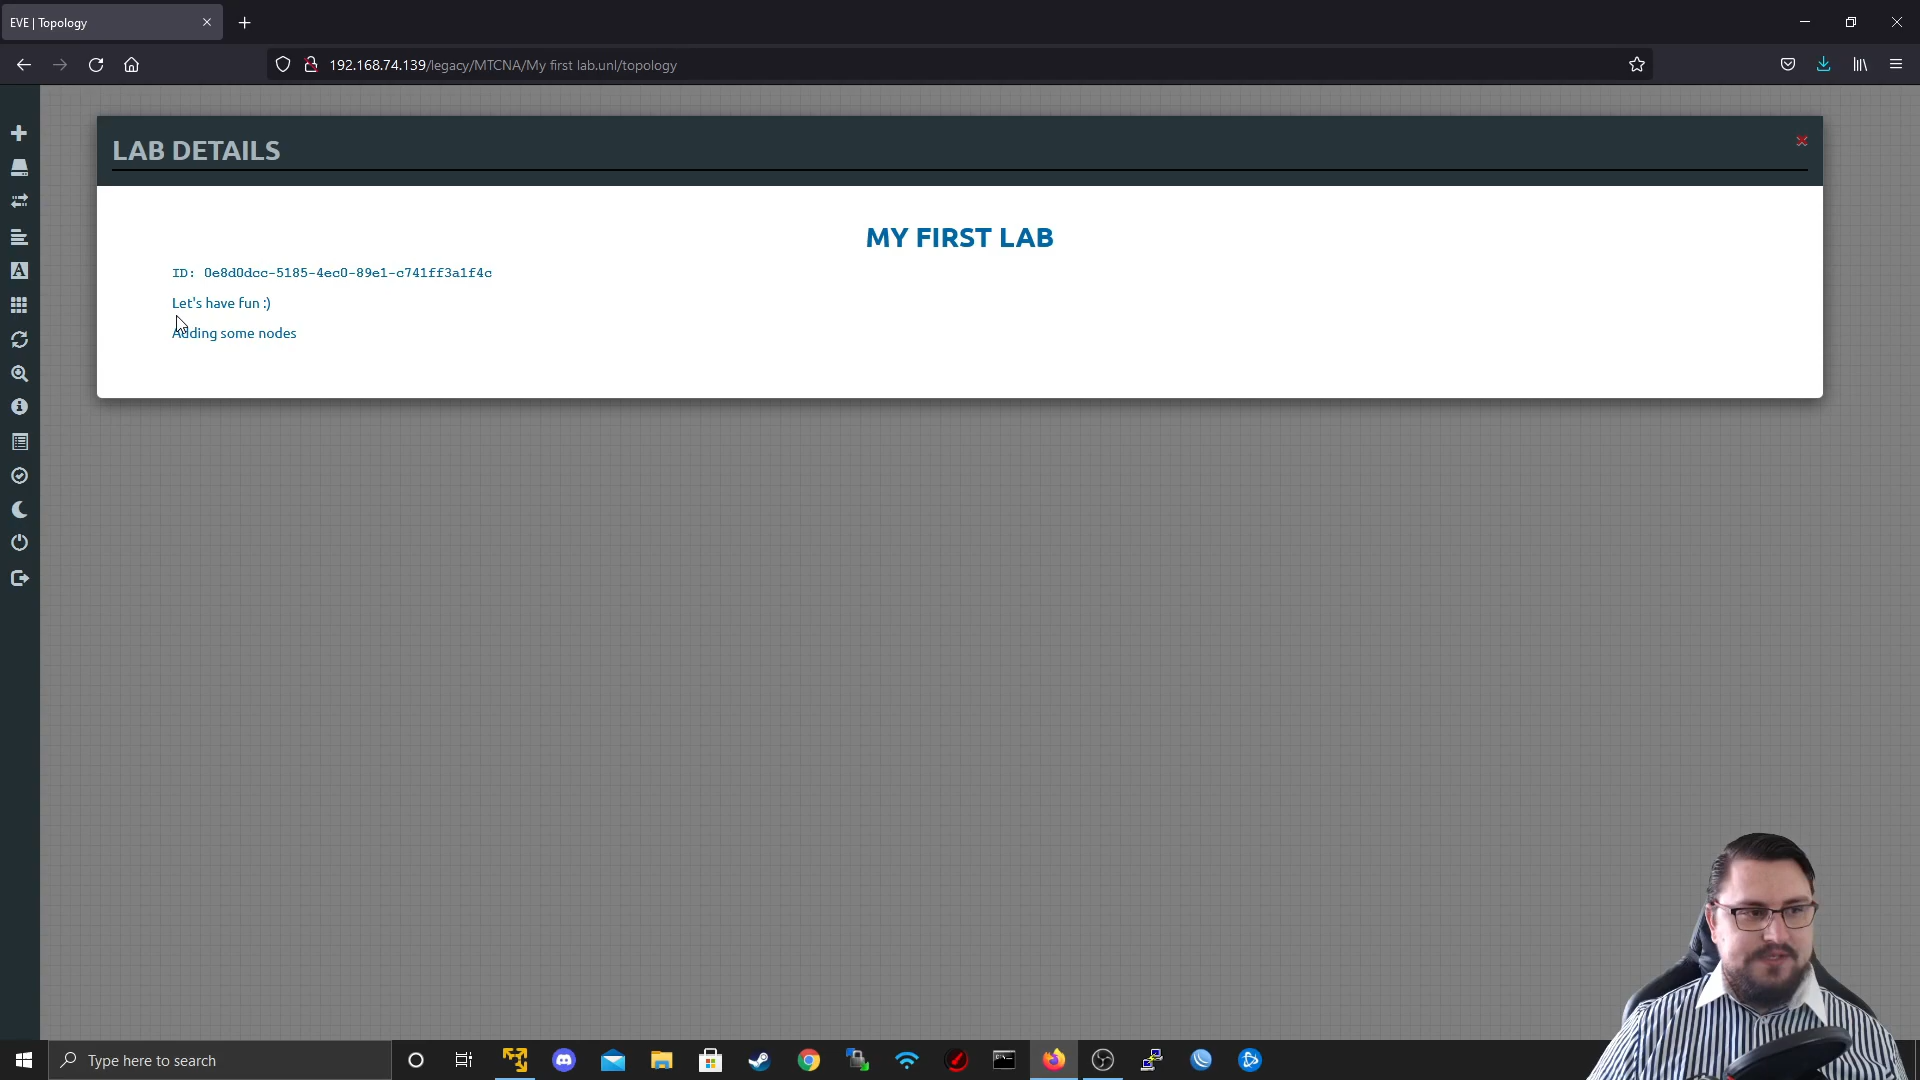 EVE | Topology
192.168.74.139/legacy/MTCNA/My first lab.unl/topology
LAB DETAILS
MY FIRST LAB
ID: 0e8d0dcc-5185-4ec0-89e1-c741ff3a1f4c
Let's have fun :)
Adding some nodes
Type here to search